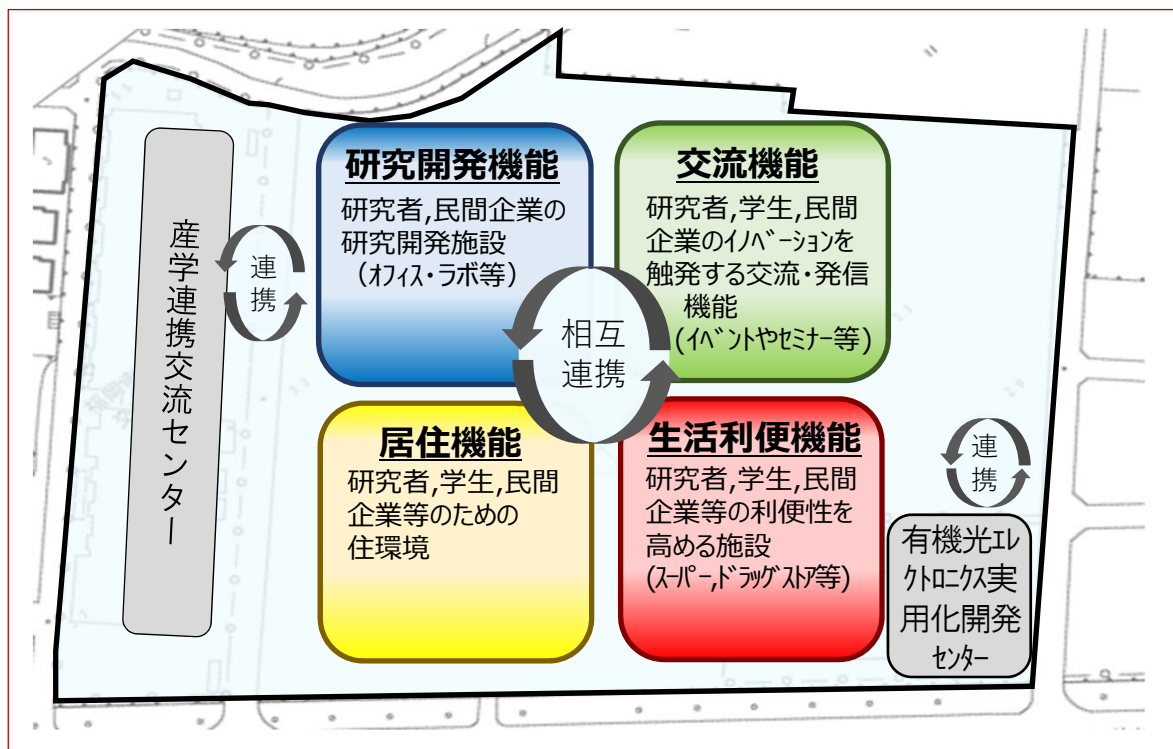 産学連携交流センター
連
携
研究開発機能
研究者,民間企業の
研究開発施設
(ｵﾌｨｽ・ラボ等)
交流機能
研究者,学生,民間
企業のｲﾉﾍﾞｰｼｮﾝを
触発する交流・発信
機能
(ｲﾍﾞﾝﾄやセミナー等)
相互
連携
居住機能
研究者,学生,民間
企業等のための
住環境
生活利便機能
研究者,学生,民間
企業等の利便性を
高める施設
(ｽｰﾊﾟｰ,ﾄﾞﾗｯｸﾞｽﾄｱ等)
連
携
有機光ｴﾚ
ｸﾄﾛﾆｸｽ実
用化開発
ｾﾝﾀｰ
3.1
2.9